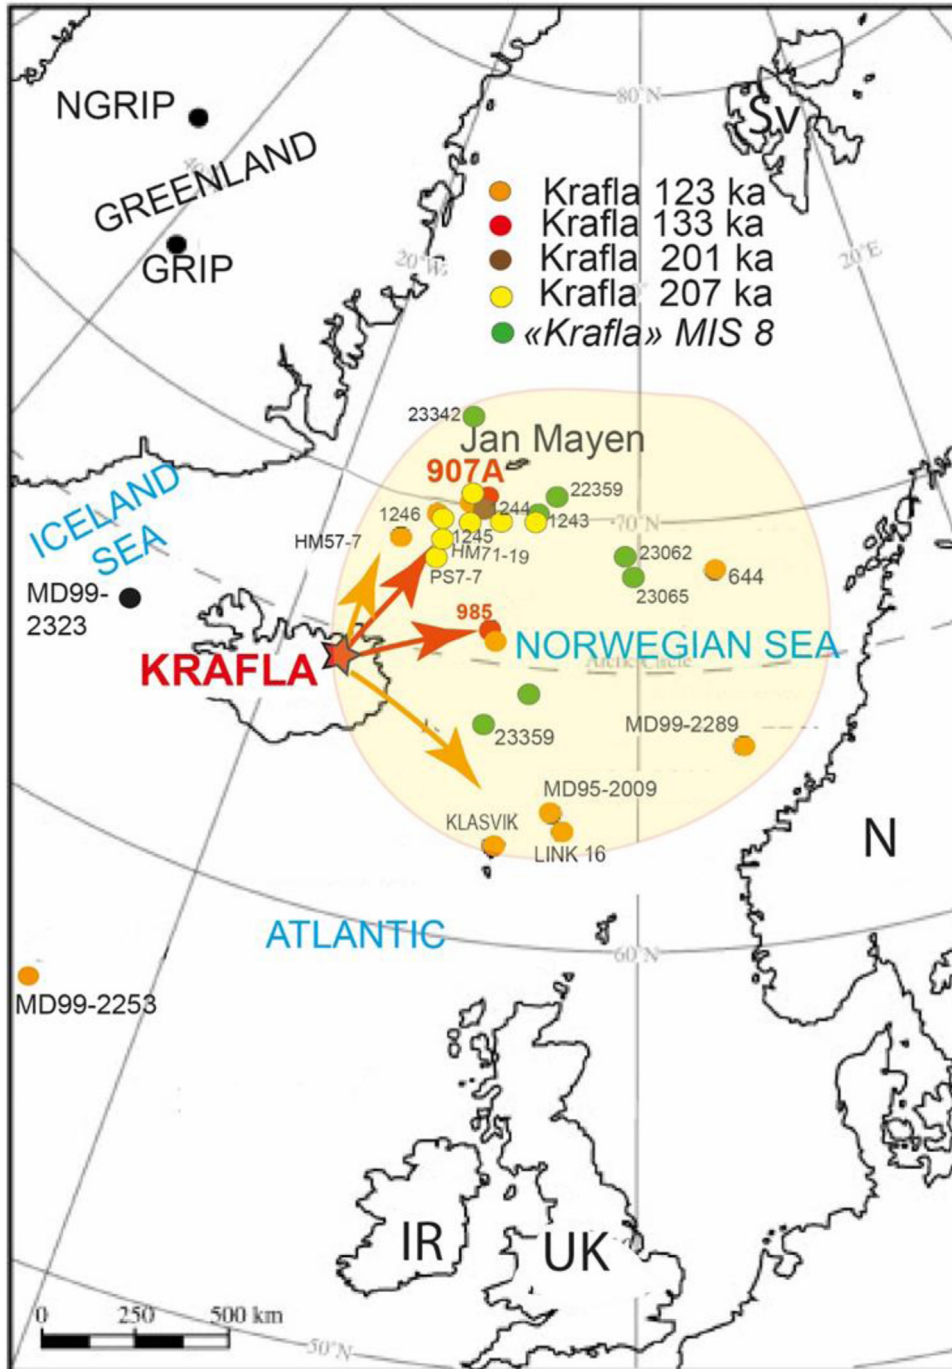 80°N
NGRIP
Sv
GREENLAND
40°
Krafla 123 ka
Krafla 133 ka
Krafla 201 ka
Krafla 207 ka
«Krafla» MIS 8
GRIP
20°W
20°E
23342
Jan Mayen
907A
22359
1246
1244
1243
70°N
ICELAND
SEA
HM57-7
1245
HM71-19
PS7-7
23062
644
23065
MD99-
2323
985
NORWEGIAN SEA
KRAFLA
Arctic Circle
23359
MD99-2289
MD95-2009
KLASVIK
LINK 16
N
ATLANTIC
60°N
MD99-2253
IR
UK
0 250 500 km
50°N